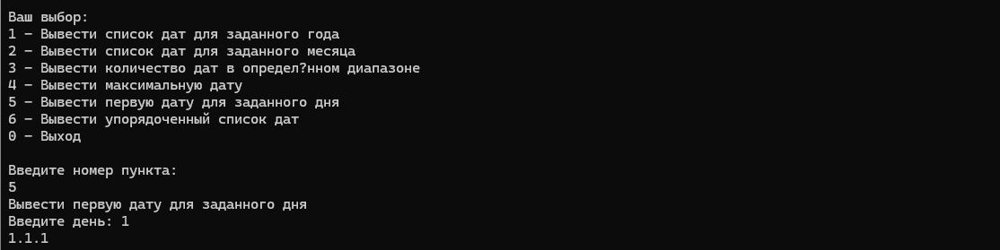 Ваш выбор:
1 – Вывести список дат для заданного года
2 – Вывести список дат для заданного месяца
3 – Вывести количество дат в определ?нном диапазоне
4 – Вывести максимальную дату
5 – Вывести первую дату для заданного дня
6 – Вывести упорядоченный список дат
0 – Выход
Введите номер пункта:
5
Вывести первую дату для заданного дня
Введите день: 1
1.1.1